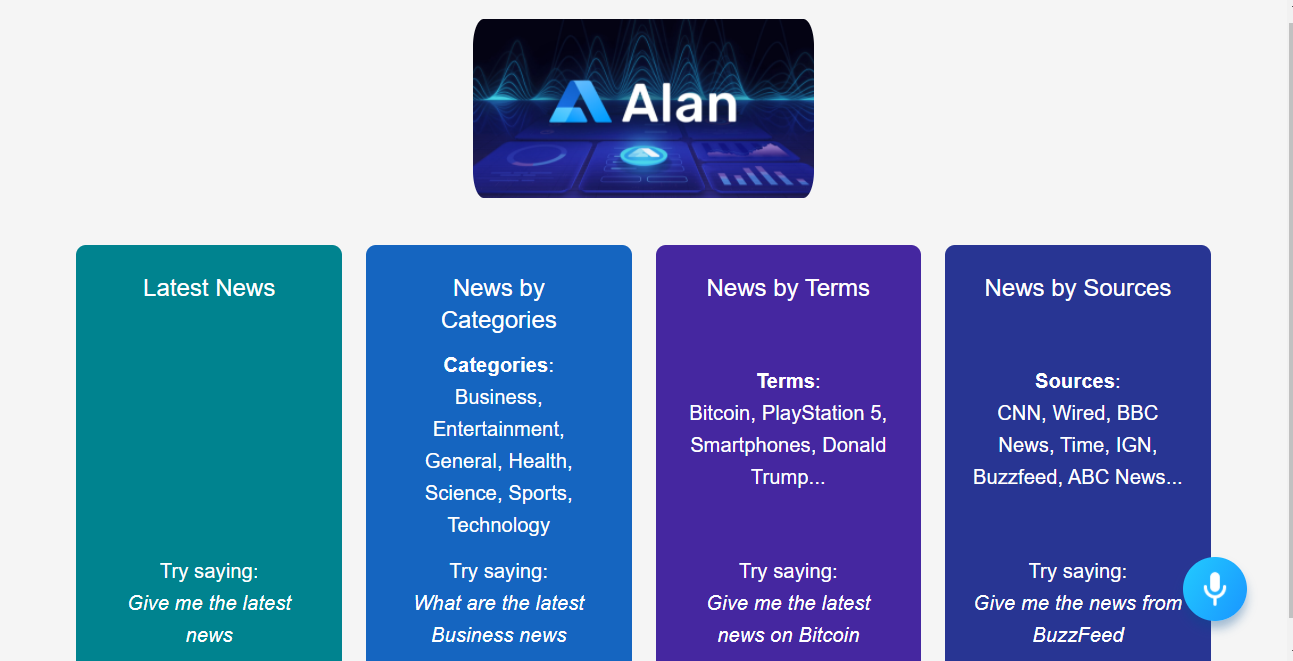 Alan
Latest News
Try saying:
Give me the latest
news
News by
Categories
Categories:
Business,
Entertainment,
General, Health,
Science, Sports,
Technology
Try saying:
What are the latest
Business news
News by Terms
Terms:
Bitcoin, PlayStation 5,
Smartphones, Donald
Trump...
Try saying:
Give me the latest
news on Bitcoin
News by Sources
Sources:
CNN, Wired, BBC
News, Time, IGN,
Buzzfeed, ABC News...
Try saying:
Give me the news from
BuzzFeed